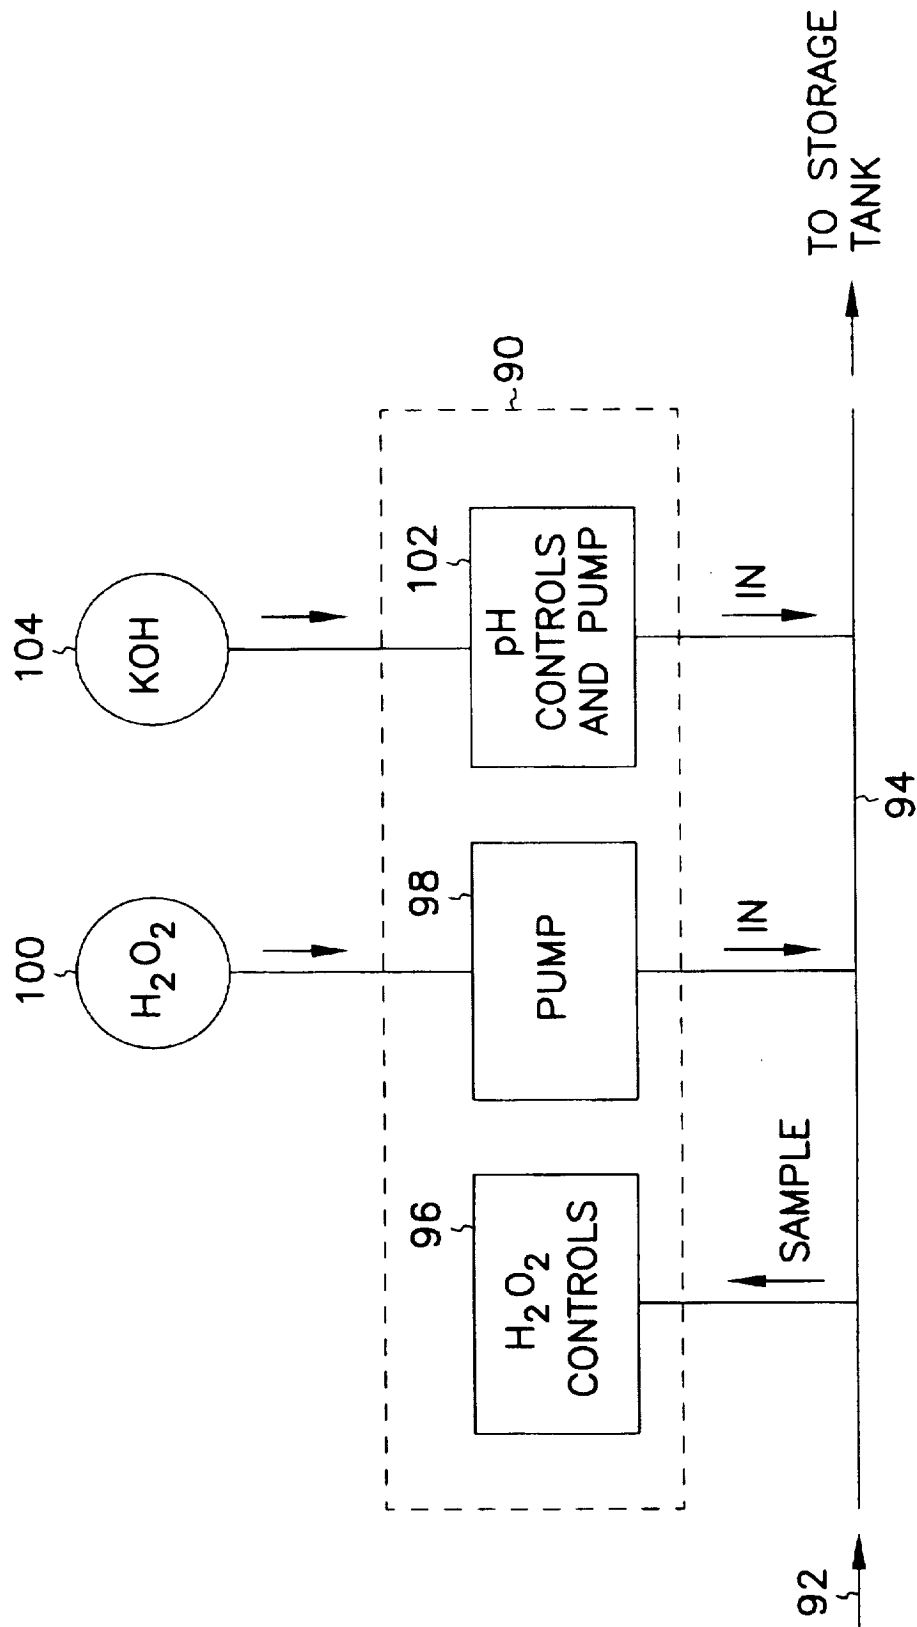 100
104
H₂O₂
KOH
90
96
98
102
H₂O₂
CONTROLS
PUMP
pH
CONTROLS
AND PUMP
SAMPLE
IN
IN
92
94
TO STORAGE
TANK